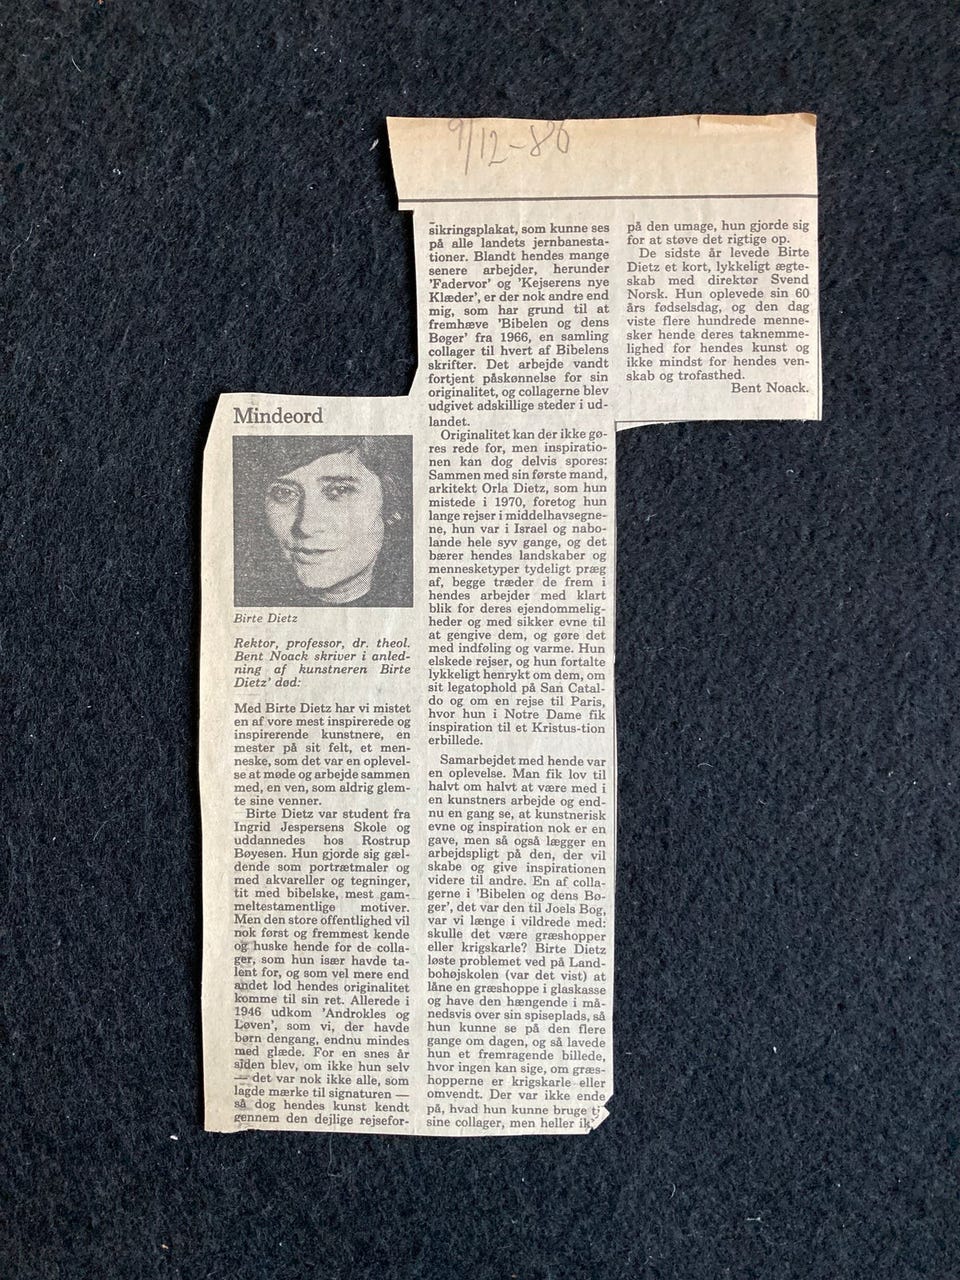 9/12-86
Mindeord
Birte Dietz
Rektor, professor, dr. theol.
Bent Noack skriver i anled-
ning af kunstneren Birte
Dietz' død:
Med Birte Dietz har vi mistet
en af vore mest inspirerede og
inspirerende kunstnere, en
mester på sit felt, et men-
neske, som det var en oplevel-
se at møde og arbejde sammen
med, en ven, som aldrig glem-
te sine venner.
Birte Dietz var student fra
Ingrid Jespersens Skole og
uddannedes hos Rostrup
Bøyesen. Hun gjorde sig gæl-
dende som portrætmaler og
med akvareller og tegninger,
tit med bibelske, mest gam-
meltestamentlige motiver.
Men den store offentlighed vil
nok først og fremmest kende
og huske hende for de colla-
ger, som hun især havde ta-
lent for, og som vel mere end
andet lod hendes originalitet
komme til sin ret. Allerede i
1946 udkom 'Androkles og
Løven', som vi, der havde
børn dengang, endnu mindes
med glæde. For en snes år
siden blev, om ikke hun selv
— det var nok ikke alle, som
lagde mærke til signaturen —
så dog hendes kunst kendt
gennem den dejlige rejsefor-
sikringsplakat, som kunne ses
på alle landets jernbanesta-
tioner. Blandt hendes mange
senere arbejder, herunder
'Fadervor' og 'Kejserens nye
Klæder', er der nok andre end
mig, som har grund til at
fremhæve 'Bibelen og dens
Bøger' fra 1966, en samling
collager til hvert af Bibelens
skrifter. Det arbejde vandt
fortjent påskønnelse for sin
originalitet, og collagerne blev
udgivet adskillige steder i ud-
landet.
Originalitet kan der ikke gø-
res rede for, men inspiratio-
nen kan dog delvis spores:
Sammen med sin første mand,
arkitekt Orla Dietz, som hun
mistede i 1970, foretog hun
lange rejser i middelhavsegne-
ne, hun var i Israel og nabo-
lande hele syv gange, og det
bærer hendes landskaber og
mennesketyper tydeligt præg
af, begge træder de frem i
hendes arbejder med klart
blik for deres ejendommelig-
heder og med sikker evne til
at gengive dem, og gøre det
med indføling og varme. Hun
elskede rejser, og hun fortalte
lykkeligt henrykt om dem, om
sit legatophold på San Catal-
do og om en rejse til Paris,
hvor hun i Notre Dame fik
inspiration til et Kristus-tion
erbillede.
Samarbejdet med hende var
en oplevelse. Man fik lov til
halvt om halvt at være med i
en kunstners arbejde og end-
nu en gang se, at kunstnerisk
evne og inspiration nok er en
gave, men så også lægger en
arbejdspligt på den, der vil
skabe og give inspirationen
videre til andre. En af colla-
gerne i 'Bibelen og dens Bø-
ger', det var den til Joels Bog,
var vi længe i vildrede med:
skulle det være græshopper
eller krigskarle? Birte Dietz
løste problemet ved på Land-
bohøjskolen (var det vist) at
låne en græshoppe i glaskasse
og have den hængende i må-
nedsvis over sin spiseplads, så
hun kunne se på den flere
gange om dagen, og så lavede
hun et fremragende billede,
hvor ingen kan sige, om græs-
hopperne er krigskarle eller
omvendt. Der var ikke ende
på, hvad hun kunne bruge ti
sine collager, men heller ik
på den umage, hun gjorde sig
for at støve det rigtige op.
De sidste år levede Birte
Dietz et kort, lykkeligt ægte-
skab med direktør Svend
Norsk. Hun oplevede sin 60
års fødselsdag, og den dag
viste flere hundrede menne-
sker hende deres taknemme-
lighed for hendes kunst og
ikke mindst for hendes ven-
skab og trofasthed.
Bent Noack.